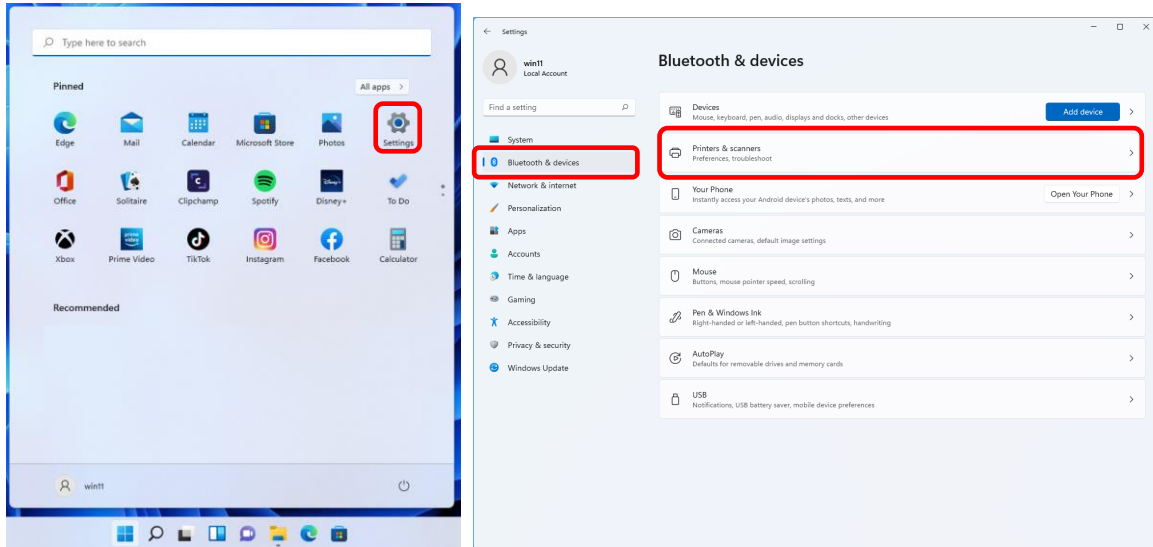 Type here to search
Pinned
All apps >
Edge
Mail
Calendar
Microsoft Store
Photos
Settings
Office
Solitaire
Clipchamp
Spotify
Disney+
To Do
Xbox
Prime Video
TikTok
Instagram
Facebook
Calculator
Recommended
win11
Settings
win11
Local Account
Find a setting
System
Bluetooth & devices
Network & internet
Personalization
Apps
Accounts
Time & language
Gaming
Accessibility
Privacy & security
Windows Update
Bluetooth & devices
Devices
Mouse, keyboard, pen, audio, displays and docks, other devices
Add device
Printers & scanners
Preferences, troubleshoot
Your Phone
Instantly access your Android device's photos, texts, and more
Open Your Phone
Cameras
Connected cameras, default image settings
Mouse
Buttons, mouse pointer speed, scrolling
Pen & Windows Ink
Right-handed or left-handed, pen button shortcuts, handwriting
AutoPlay
Defaults for removable drives and memory cards
USB
Notifications, USB battery saver, mobile device preferences